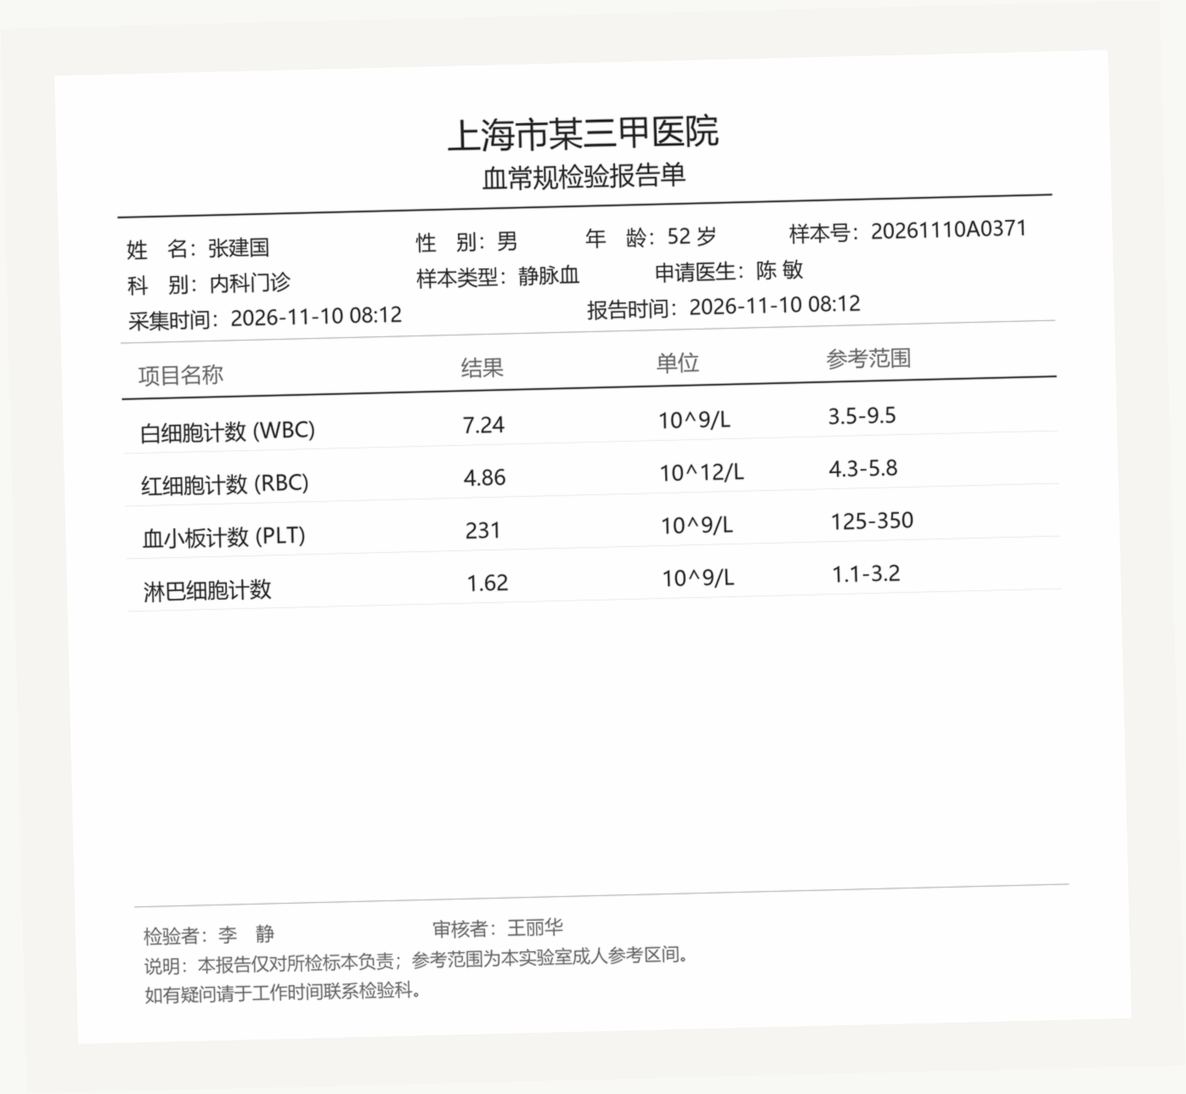 上海市某三甲医院
血常规检验报告单
姓 名：张建国 性 别：男 年 龄：52 岁 样本号：20261110A0371
科 别：内科门诊 样本类型：静脉血 申请医生：陈 敏
采集时间：2026-11-10 08:12 报告时间：2026-11-10 08:12
项目名称 结果 单位 参考范围
白细胞计数 (WBC) 7.24 10^9/L 3.5-9.5
红细胞计数 (RBC) 4.86 10^12/L 4.3-5.8
血小板计数 (PLT) 231 10^9/L 125-350
淋巴细胞计数 1.62 10^9/L 1.1-3.2
检验者：李 静 审核者：王丽华
说明：本报告仅对所检标本负责；参考范围为本实验室成人参考区间。
如有疑问请于工作时间联系检验科。